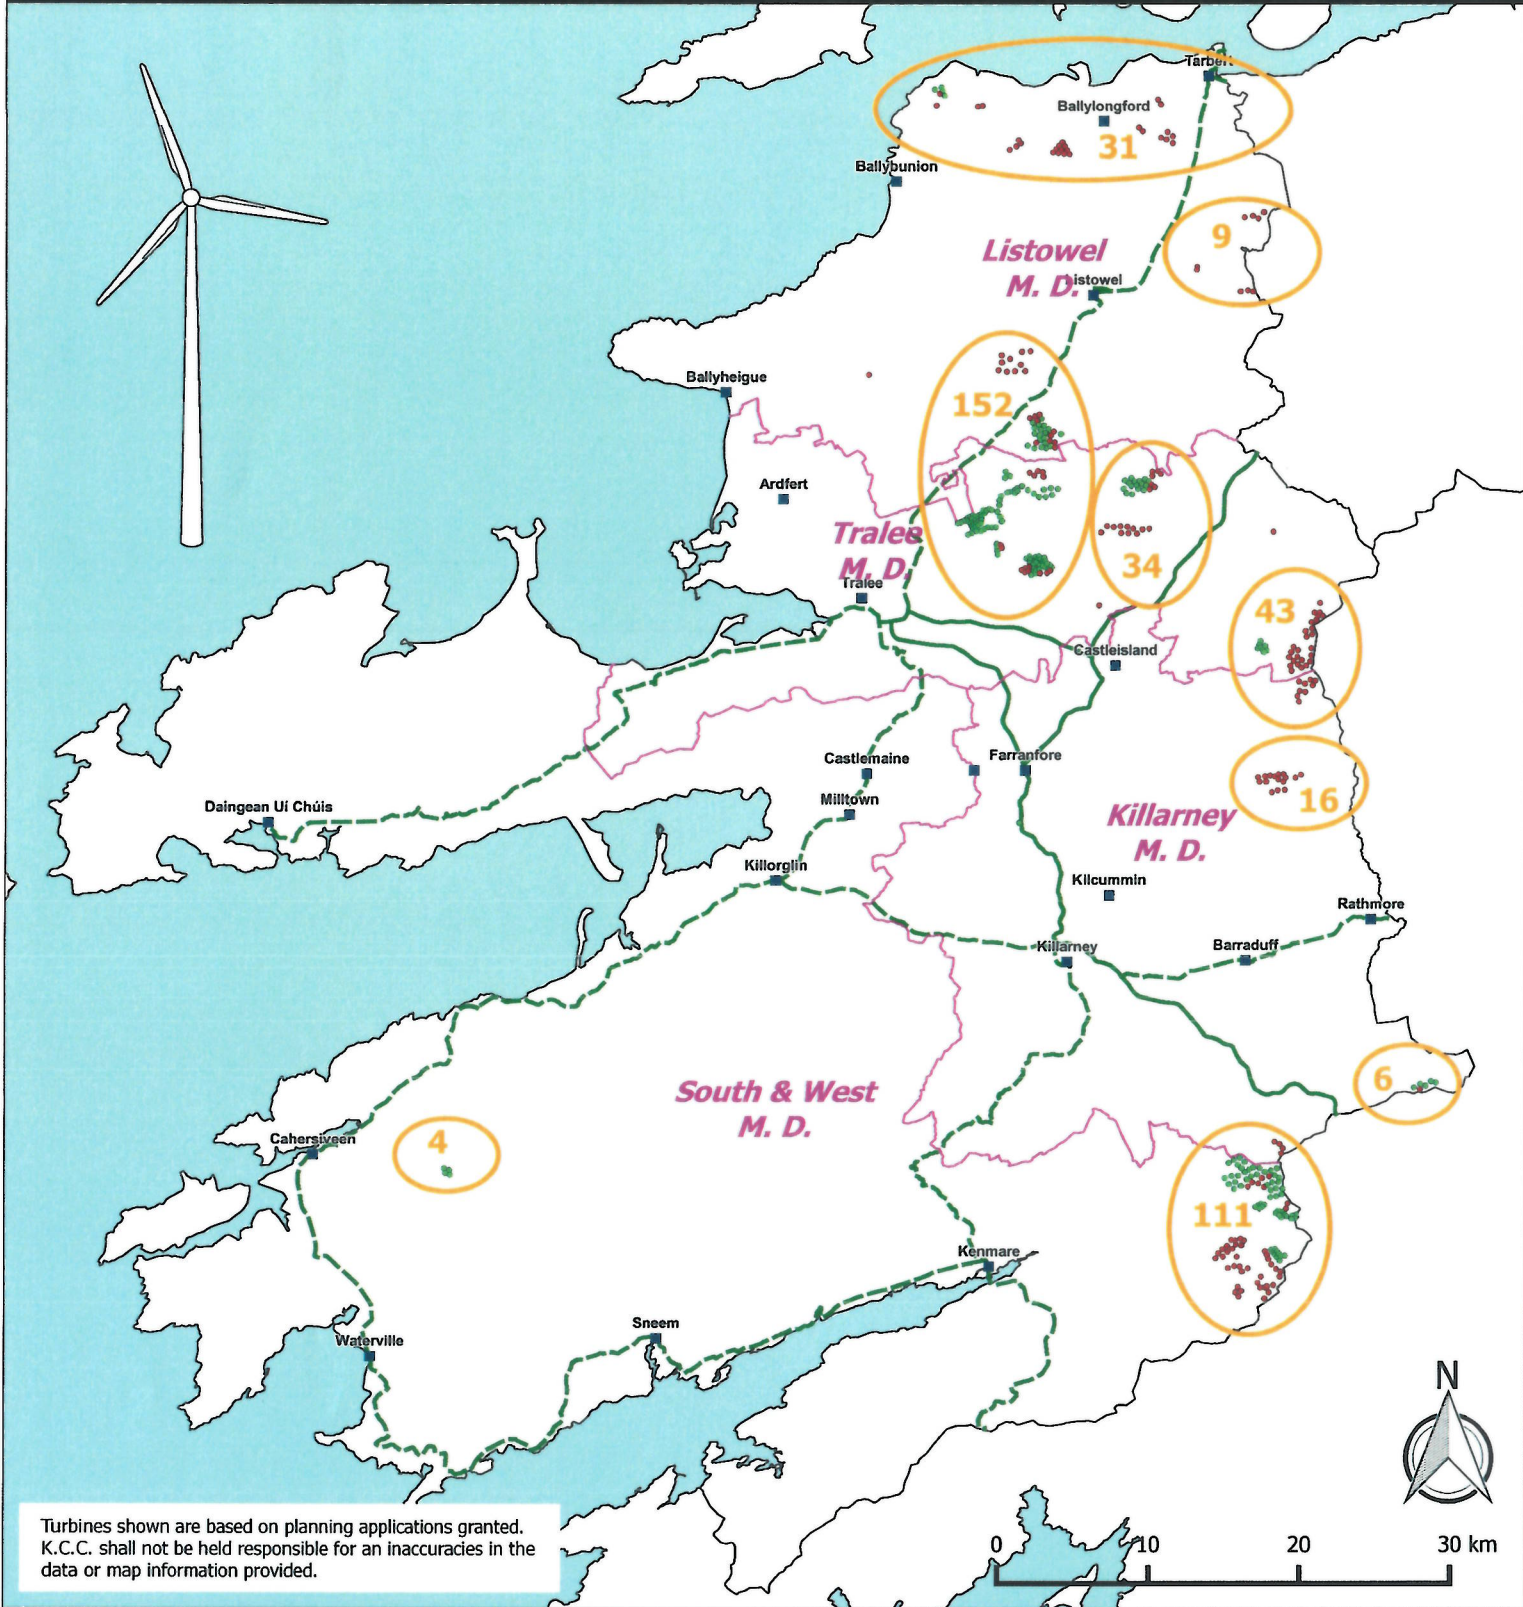 Tarbert
Ballylongford
31
Ballybunion
9
Listowel
M. D.
Listowel
152
Ballyheigue
Ardfert
34
Tralee
M. D.
Tralee
43
Castleisland
Castlemaine
Farranfore
16
Milltown
Daingean Uí Chúis
Killarney
M. D.
Killorglin
Kilcummin
Rathmore
Killarney
Barraduff
6
South & West
M. D.
Cahersiveen
4
111
Kenmare
Sneem
Waterville
N
Turbines shown are based on planning applications granted.
K.C.C. shall not be held responsible for an inaccuracies in the
data or map information provided.
0 10 20 30 km